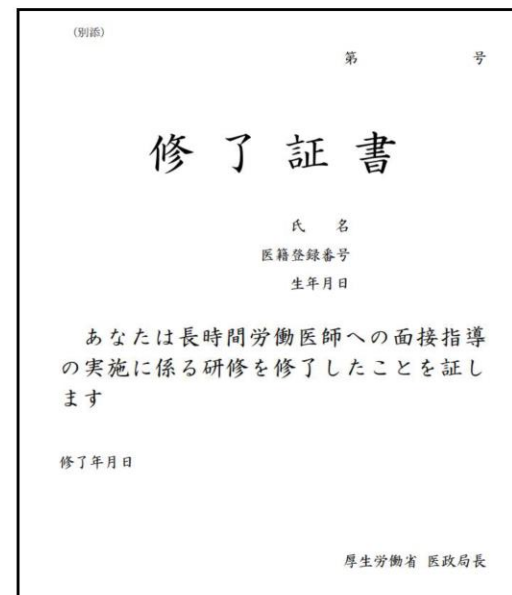 (別添)
第 号
修了証書
氏 名
医籍登録番号
生年月日
あなたは長時間労働医師への面接指導
の実施に係る研修を修了したことを証し
ます
修了年月日
厚生労働省 医政局長